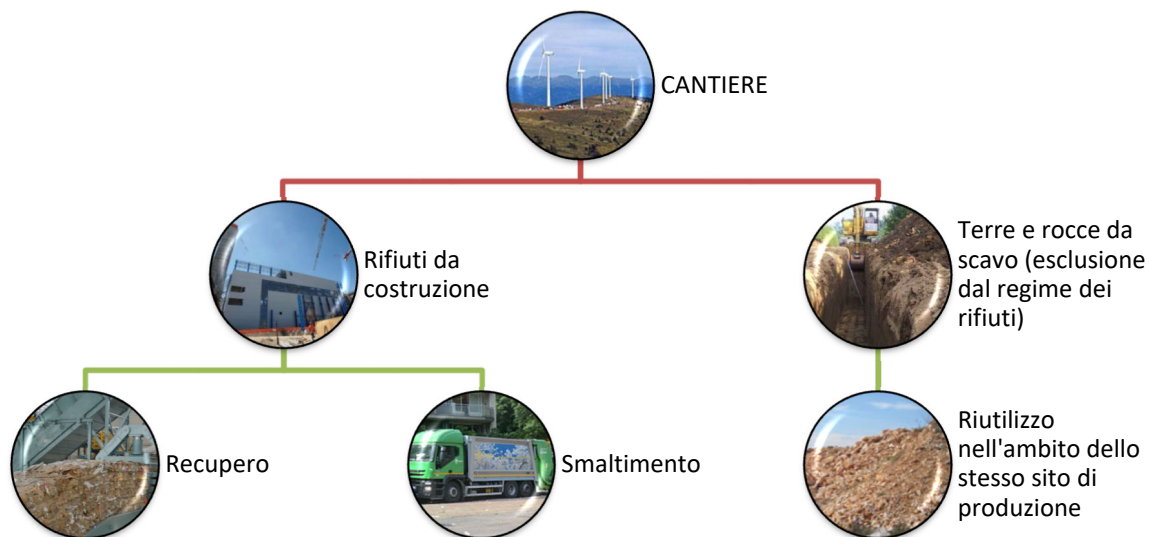 CANTIERE
Rifiuti da
costruzione
Terre e rocce da
scavo (esclusione
dal regime dei
rifiuti)
Recupero
Smaltimento
Riutilizzo
nell'ambito dello
stesso sito di
produzione